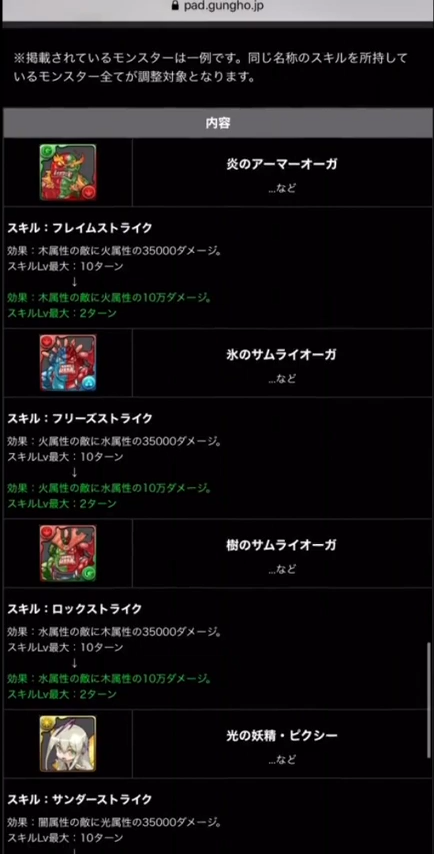 pad.gungho.jp
※掲載されているモンスターは一例です。同じ名称のスキルを所持して
いるモンスター全てが調整対象となります。
内容
炎のアーマーオーガ
...など
スキル：フレイムストライク
効果：木属性の敵に火属性の35000ダメージ。
スキルLv最大：10ターン
↓
効果：木属性の敵に火属性の10万ダメージ。
スキルLv最大：2ターン
氷のサムライオーガ
...など
スキル：フリーズストライク
効果：火属性の敵に水属性の35000ダメージ。
スキルLv最大：10ターン
↓
効果：火属性の敵に水属性の10万ダメージ。
スキルLv最大：2ターン
樹のサムライオーガ
...など
スキル：ロックストライク
効果：水属性の敵に木属性の35000ダメージ。
スキルLv最大：10ターン
↓
効果：水属性の敵に木属性の10万ダメージ。
スキルLv最大：2ターン
光の妖精・ピクシー
...など
スキル：サンダーストライク
効果：闇属性の敵に光属性の35000ダメージ。
スキルLv最大：10ターン
↓